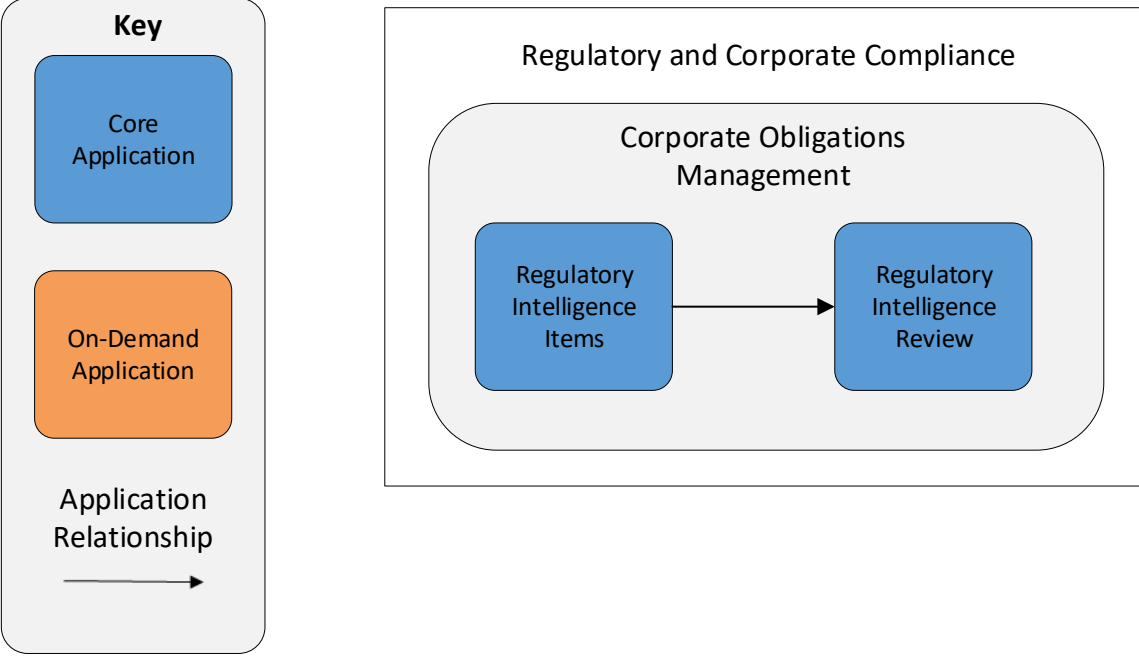 Key
Core
Application
On-Demand
Application
Application
Relationship
Regulatory and Corporate Compliance
Corporate Obligations
Management
Regulatory
Intelligence
Items
Regulatory
Intelligence
Review